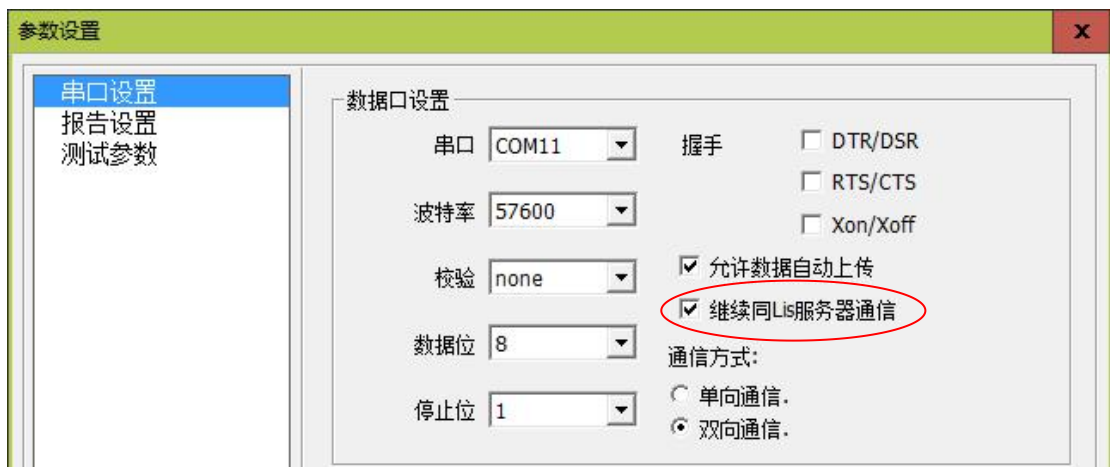 参数设置
x
串口设置
报告设置
测试参数
数据口设置
串口 COM11 握手 DTR/DSR
RTS/CTS
波特率 57600
Xon/Xoff
校验 none
允许数据自动上传
继续同Lis服务器通信
数据位 8
通信方式:
停止位 1
单向通信.
双向通信.